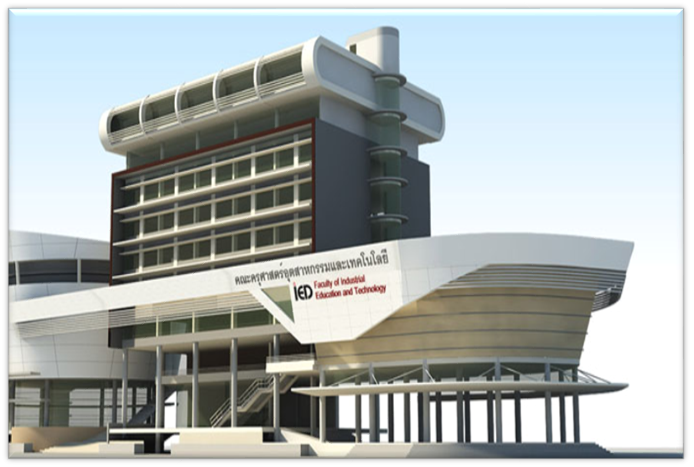 คณะครุศาสตร์อุตสาหกรรมและเทคโนโลยี
iED Faculty of Industrial
Education and Technology